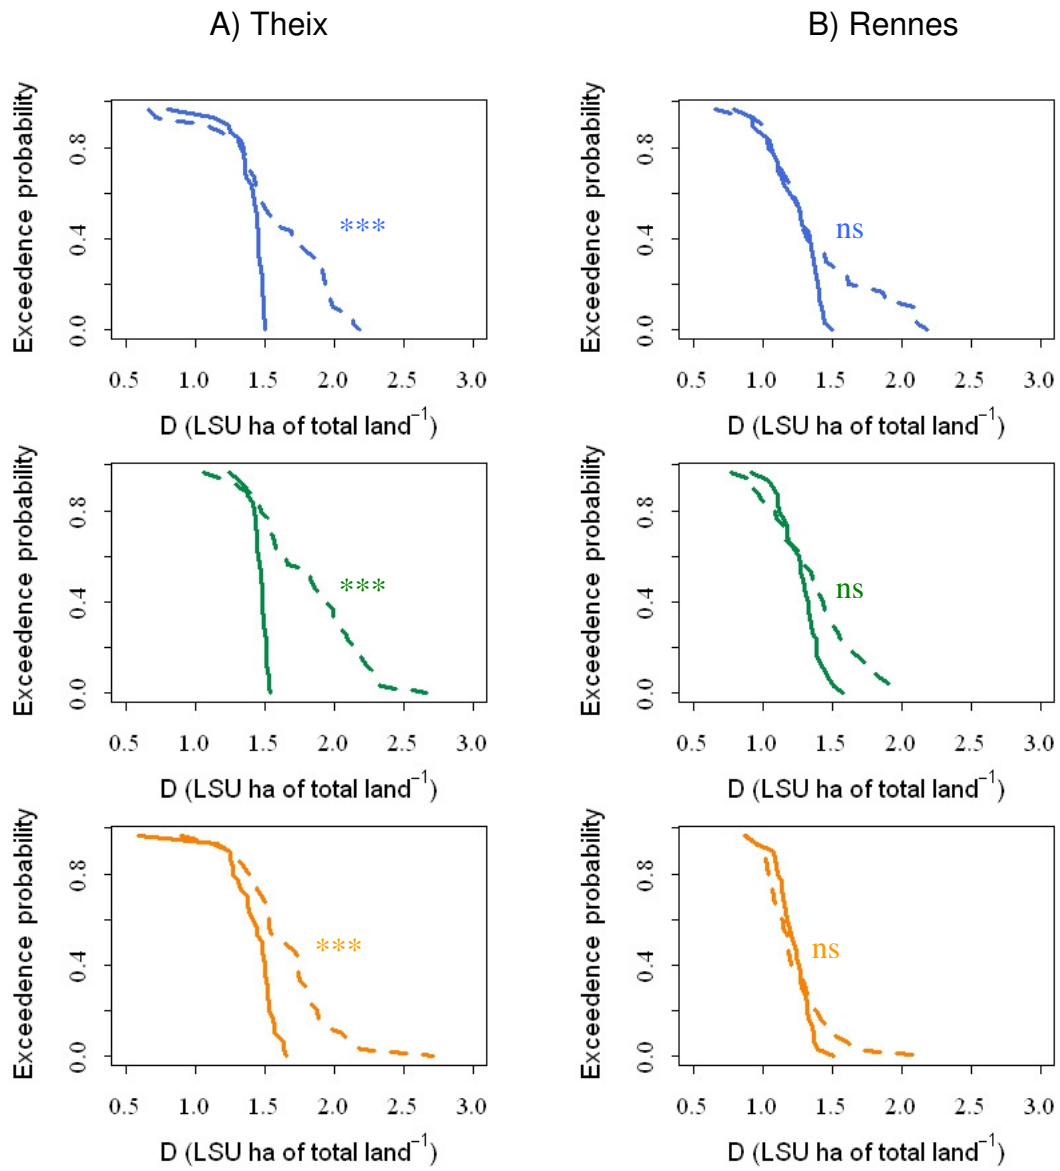 A) Theix
B) Rennes
Exceedence probability
0.0 0.4 0.8
***
0.5 1.0 1.5 2.0 2.5 3.0
D (LSU ha of total land⁻¹)
Exceedence probability
0.0 0.4 0.8
ns
0.5 1.0 1.5 2.0 2.5 3.0
D (LSU ha of total land⁻¹)
Exceedence probability
0.0 0.4 0.8
***
0.5 1.0 1.5 2.0 2.5 3.0
D (LSU ha of total land⁻¹)
Exceedence probability
0.0 0.4 0.8
ns
0.5 1.0 1.5 2.0 2.5 3.0
D (LSU ha of total land⁻¹)
Exceedence probability
0.0 0.4 0.8
***
0.5 1.0 1.5 2.0 2.5 3.0
D (LSU ha of total land⁻¹)
Exceedence probability
0.0 0.4 0.8
ns
0.5 1.0 1.5 2.0 2.5 3.0
D (LSU ha of total land⁻¹)